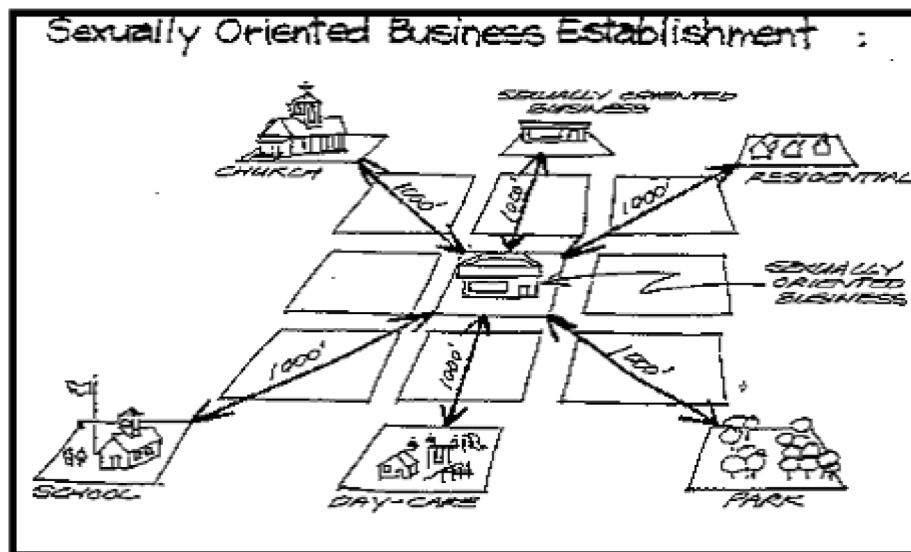 Sexually Oriented Business Establishment :
SEXUALLY ORIENTED
BUSINESS
CHURCH
RESIDENTIAL
1000'
1000'
1000'
SEXUALLY
ORIENTED
BUSINESS
1000'
1000'
1000'
SCHOOL
DAY-CARE
PARK